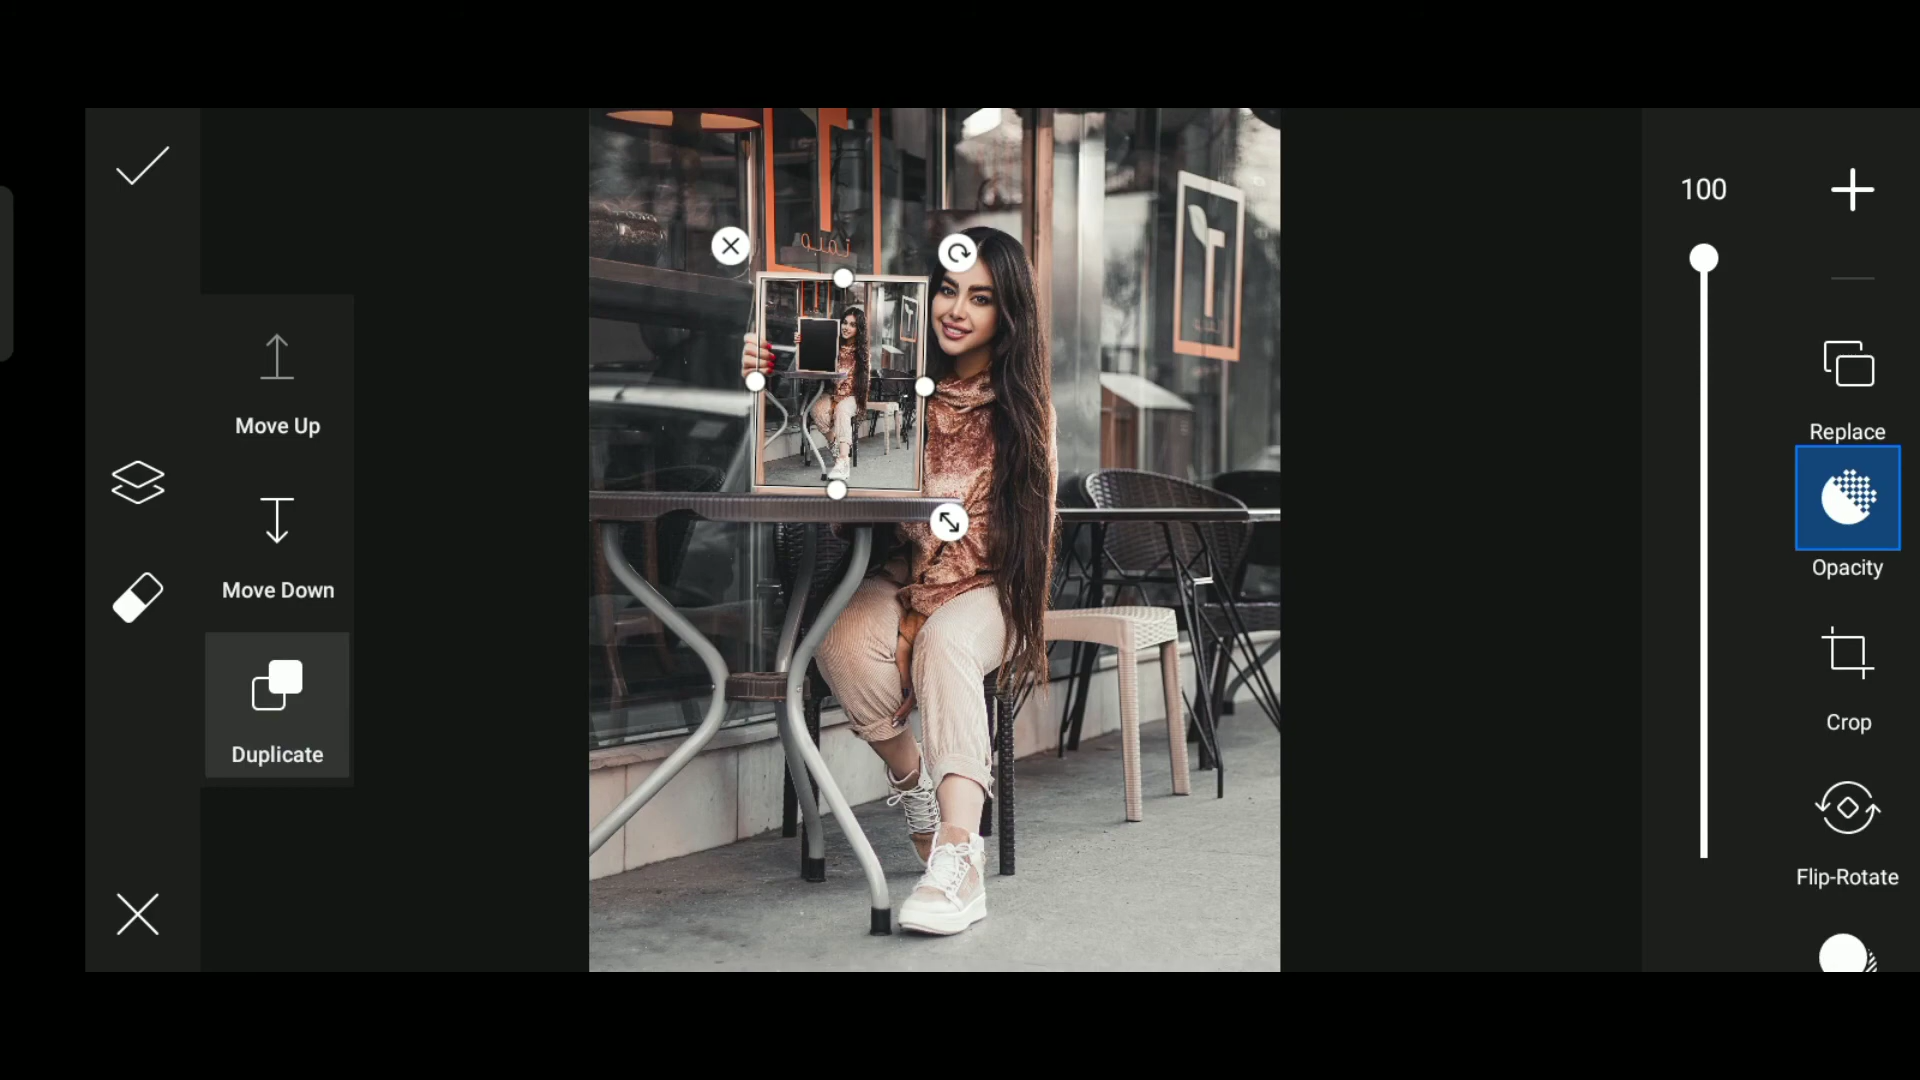 100
Move Up
Replace
Move Down
Opacity
Crop
Duplicate
Flip-Rotate